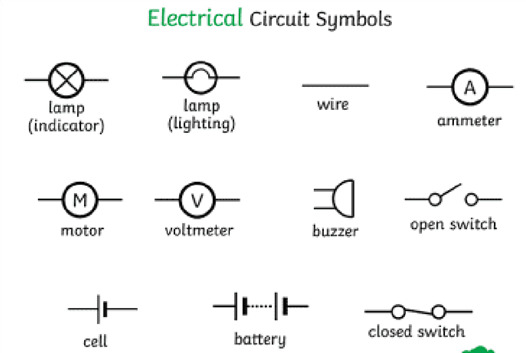 Electrical Circuit Symbols
lamp
(indicator)
lamp
(lighting)
wire
A
ammeter
M
motor
V
voltmeter
buzzer
open switch
cell
battery
closed switch